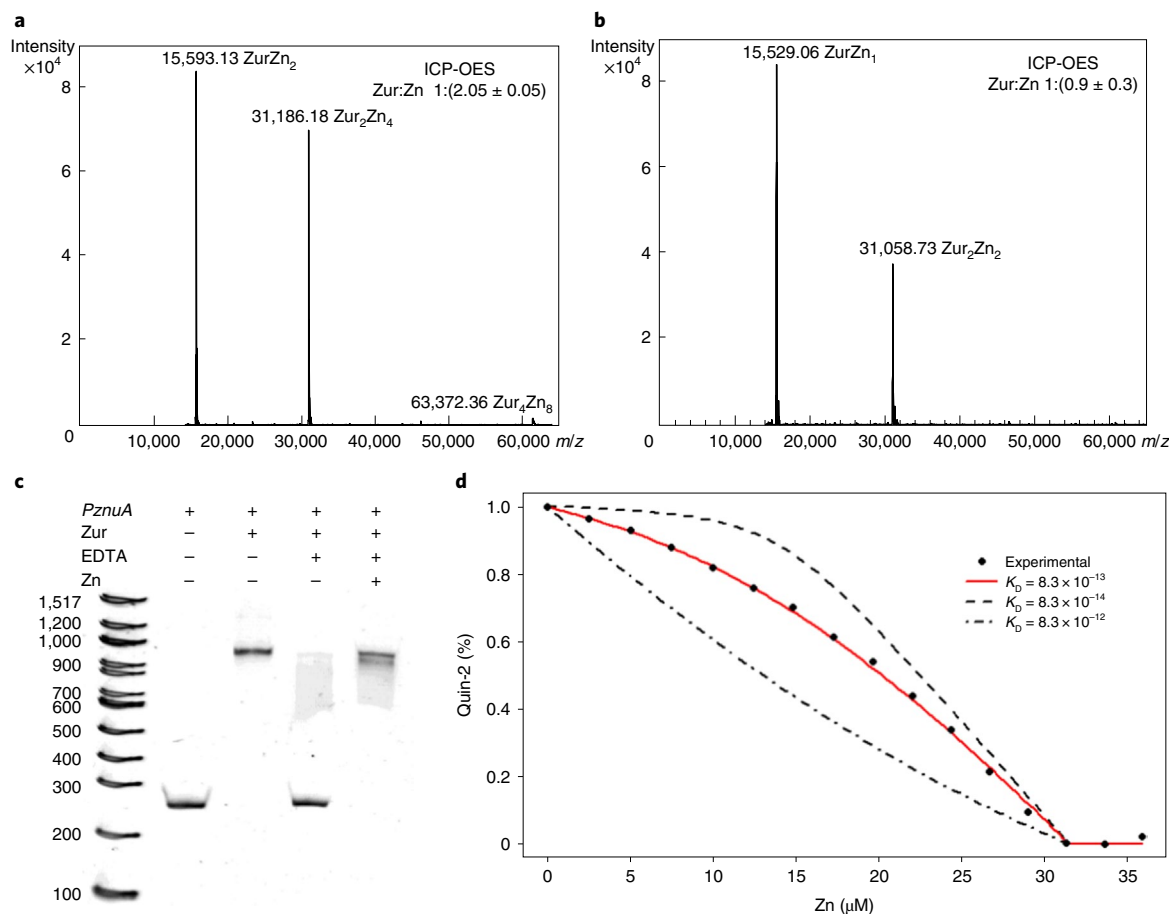 a
Intensity
×10⁴
8
6
4
2
0
15,593.13 ZurZn₂
31,186.18 Zur₂Zn₄
63,372.36 Zur₄Zn₈
ICP-OES
Zur:Zn 1:(2.05 ± 0.05)
10,000 20,000 30,000 40,000 50,000 60,000 m/z
b
Intensity
×10⁴
8
6
4
2
0
15,529.06 ZurZn₁
31,058.73 Zur₂Zn₂
ICP-OES
Zur:Zn 1:(0.9 ± 0.3)
10,000 20,000 30,000 40,000 50,000 60,000 m/z
c
PznuA + + + +
Zur – + + +
EDTA – – + +
Zn – – – +
1,517
1,200
1,000
900
700
600
500
400
300
200
100
d
Quin-2 (%)
1.0
0.8
0.6
0.4
0.2
0
Experimental
K_D = 8.3 × 10⁻¹³
K_D = 8.3 × 10⁻¹⁴
K_D = 8.3 × 10⁻¹²
0 5 10 15 20 25 30 35
Zn (μM)